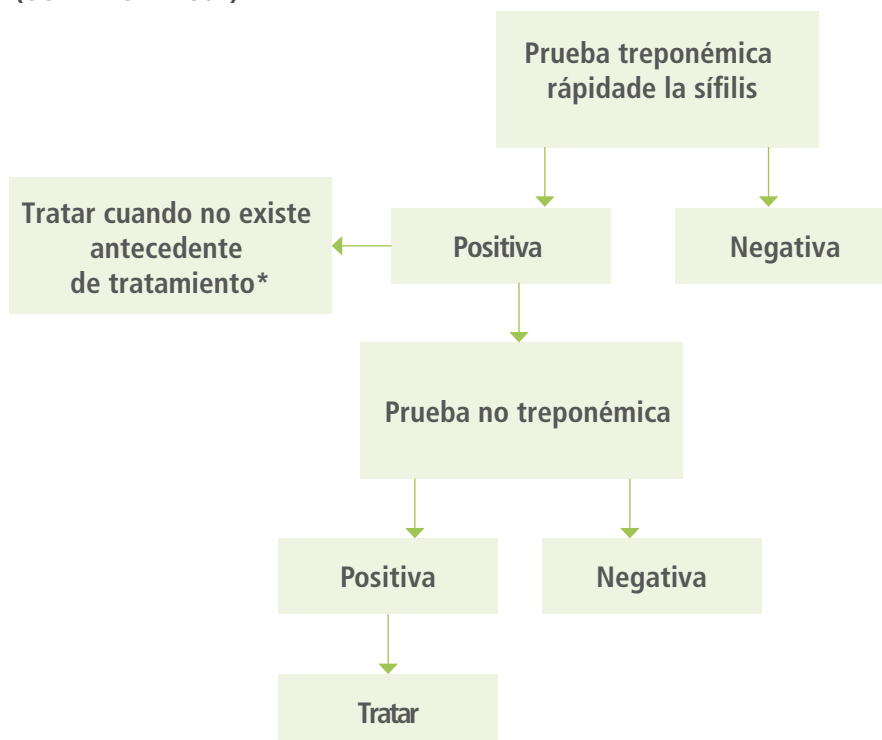 Prueba treponémica
rápidade la sífilis
Tratar cuando no existe
antecedente
de tratamiento*
Positiva
Negativa
Prueba no treponémica
Positiva
Negativa
Tratar